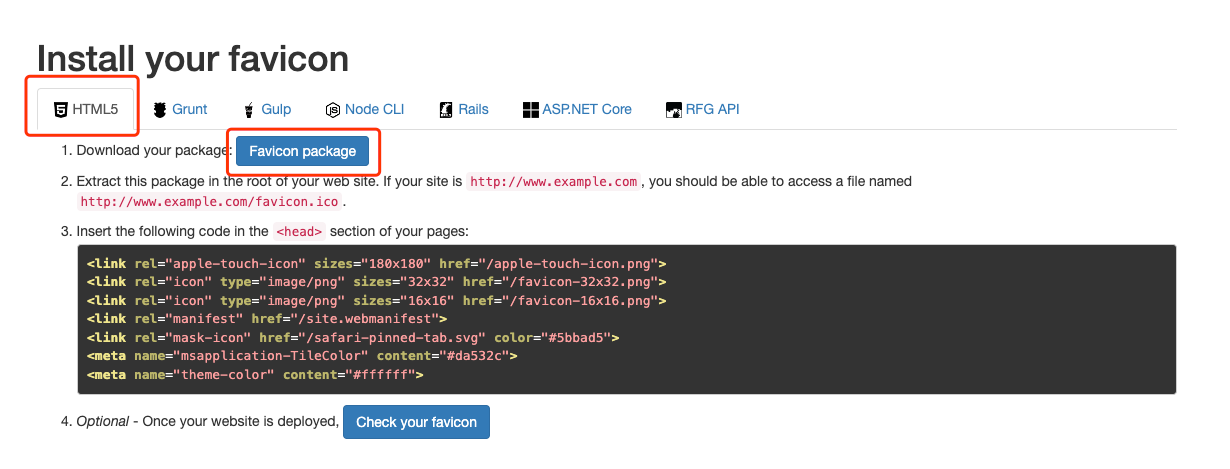 Install your favicon
HTML5 Grunt Gulp Node CLI Rails ASP.NET Core RFG API
1. Download your package: Favicon package
2. Extract this package in the root of your web site. If your site is http://www.example.com , you should be able to access a file named
http://www.example.com/favicon.ico .
3. Insert the following code in the <head> section of your pages:
<link rel="apple-touch-icon" sizes="180x180" href="/apple-touch-icon.png">
<link rel="icon" type="image/png" sizes="32x32" href="/favicon-32x32.png">
<link rel="icon" type="image/png" sizes="16x16" href="/favicon-16x16.png">
<link rel="manifest" href="/site.webmanifest">
<link rel="mask-icon" href="/safari-pinned-tab.svg" color="#5bbad5">
<meta name="msapplication-TileColor" content="#da532c">
<meta name="theme-color" content="#ffffff">
4. Optional - Once your website is deployed, Check your favicon